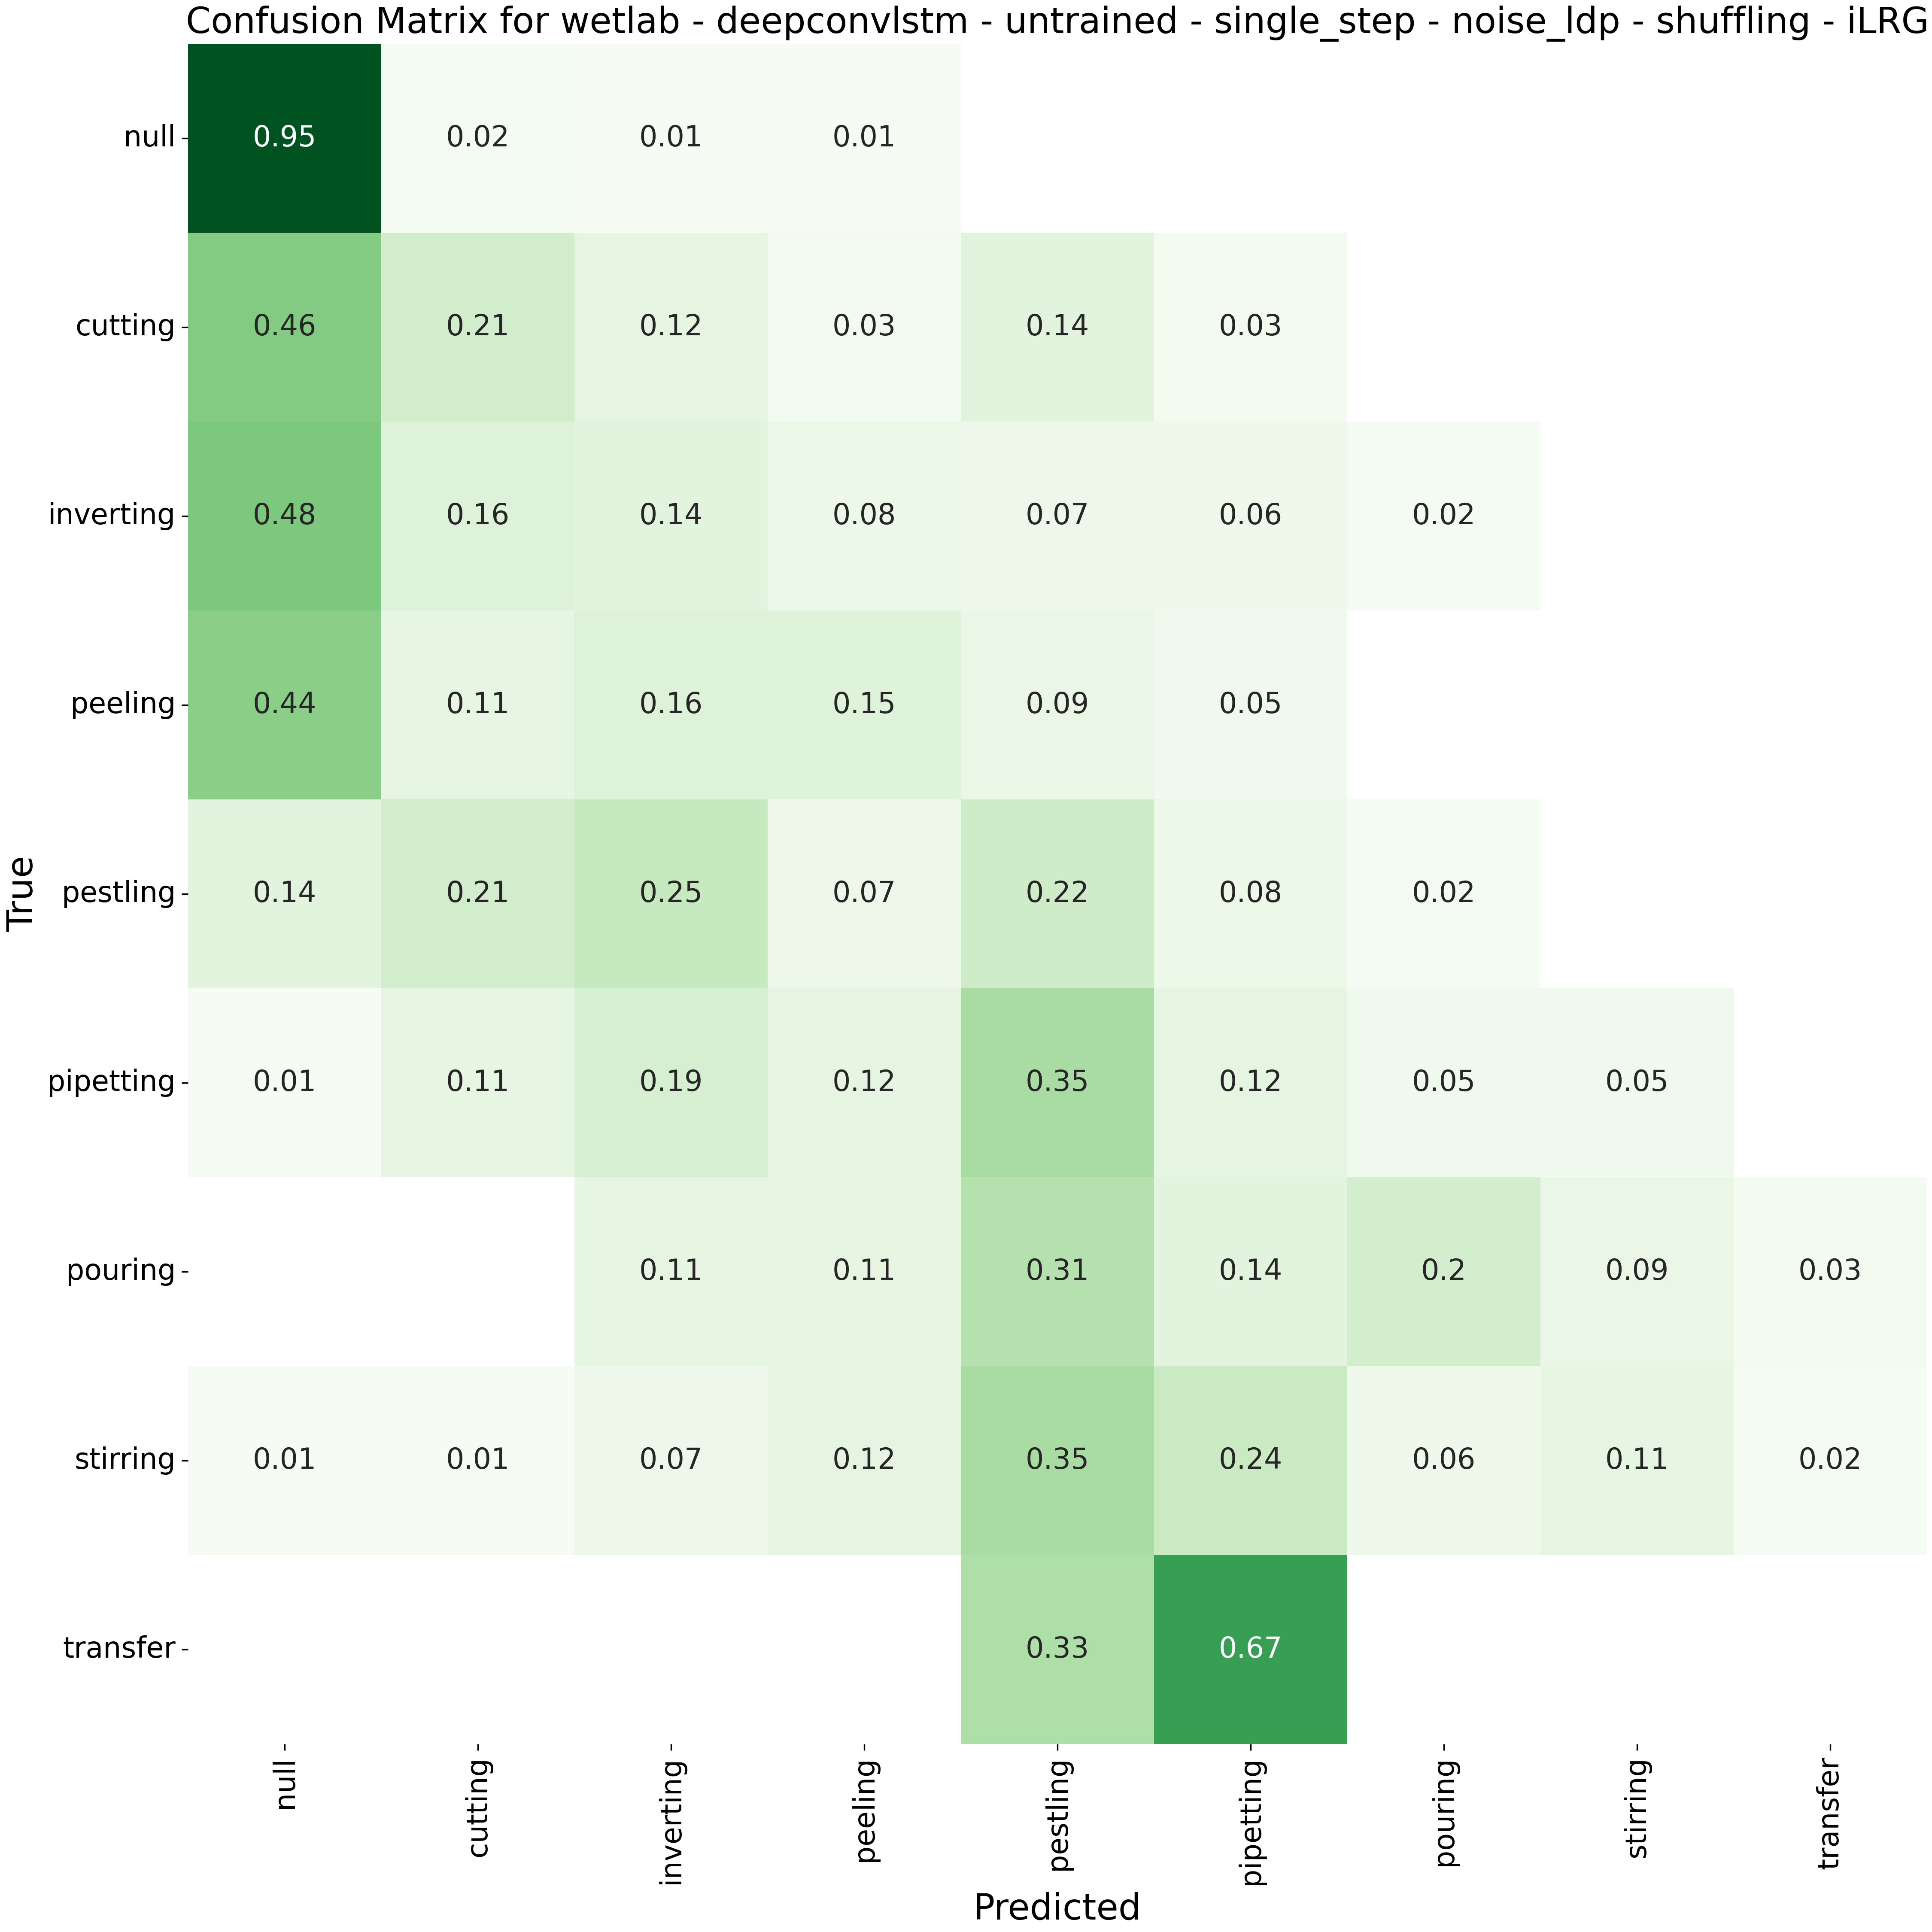 Confusion Matrix for wetlab - deepconvlstm - untrained - single_step - noise_ldp - shuffling - iLRG
null 0.95 0.02 0.01 0.01
cutting 0.46 0.21 0.12 0.03 0.14 0.03
inverting 0.48 0.16 0.14 0.08 0.07 0.06 0.02
peeling 0.44 0.11 0.16 0.15 0.09 0.05
pestling 0.14 0.21 0.25 0.07 0.22 0.08 0.02
pipetting 0.01 0.11 0.19 0.12 0.35 0.12 0.05 0.05
pouring 0.11 0.11 0.31 0.14 0.2 0.09 0.03
stirring 0.01 0.01 0.07 0.12 0.35 0.24 0.06 0.11 0.02
transfer 0.33 0.67
True
null cutting inverting peeling pestling pipetting pouring stirring transfer
Predicted